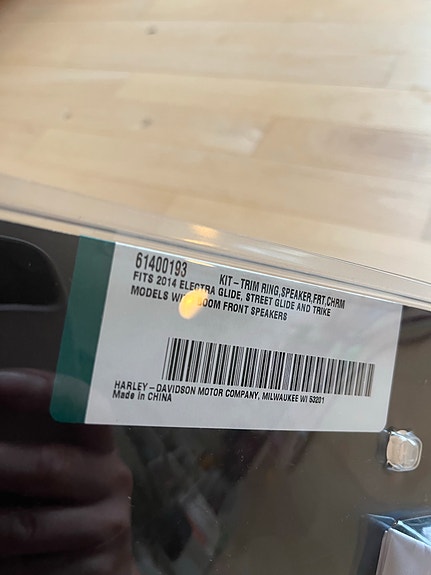 61400193 KIT-TRIM RING,SPEAKER,FRT,CHRM
FITS 2014 ELECTRA GLIDE, STREET GLIDE AND TRIKE
MODELS FRONT SPEAKERS
HARLEY-DAVIDSON MOTOR COMPANY, MILWAUKEE WI 53201
Made in CHINA